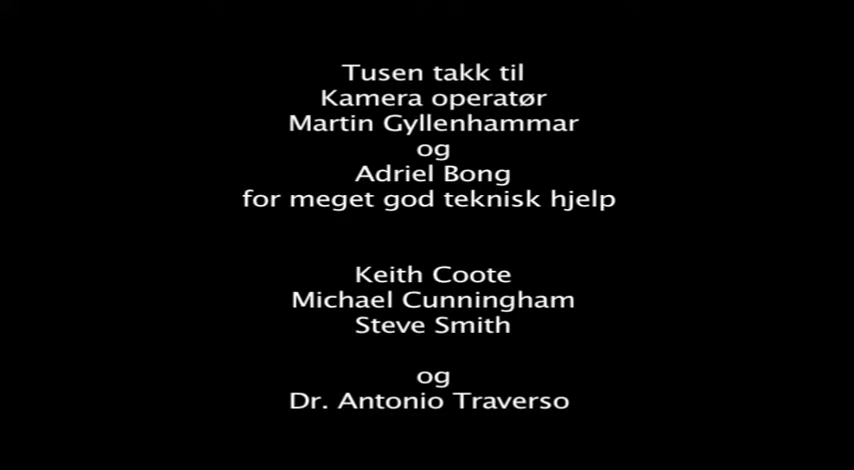 Tusen takk til
Kamera operatør
Martin Gyllenhammar
og
Adriel Bong
for meget god teknisk hjelp
Keith Coote
Michael Cunningham
Steve Smith
og
Dr. Antonio Traverso